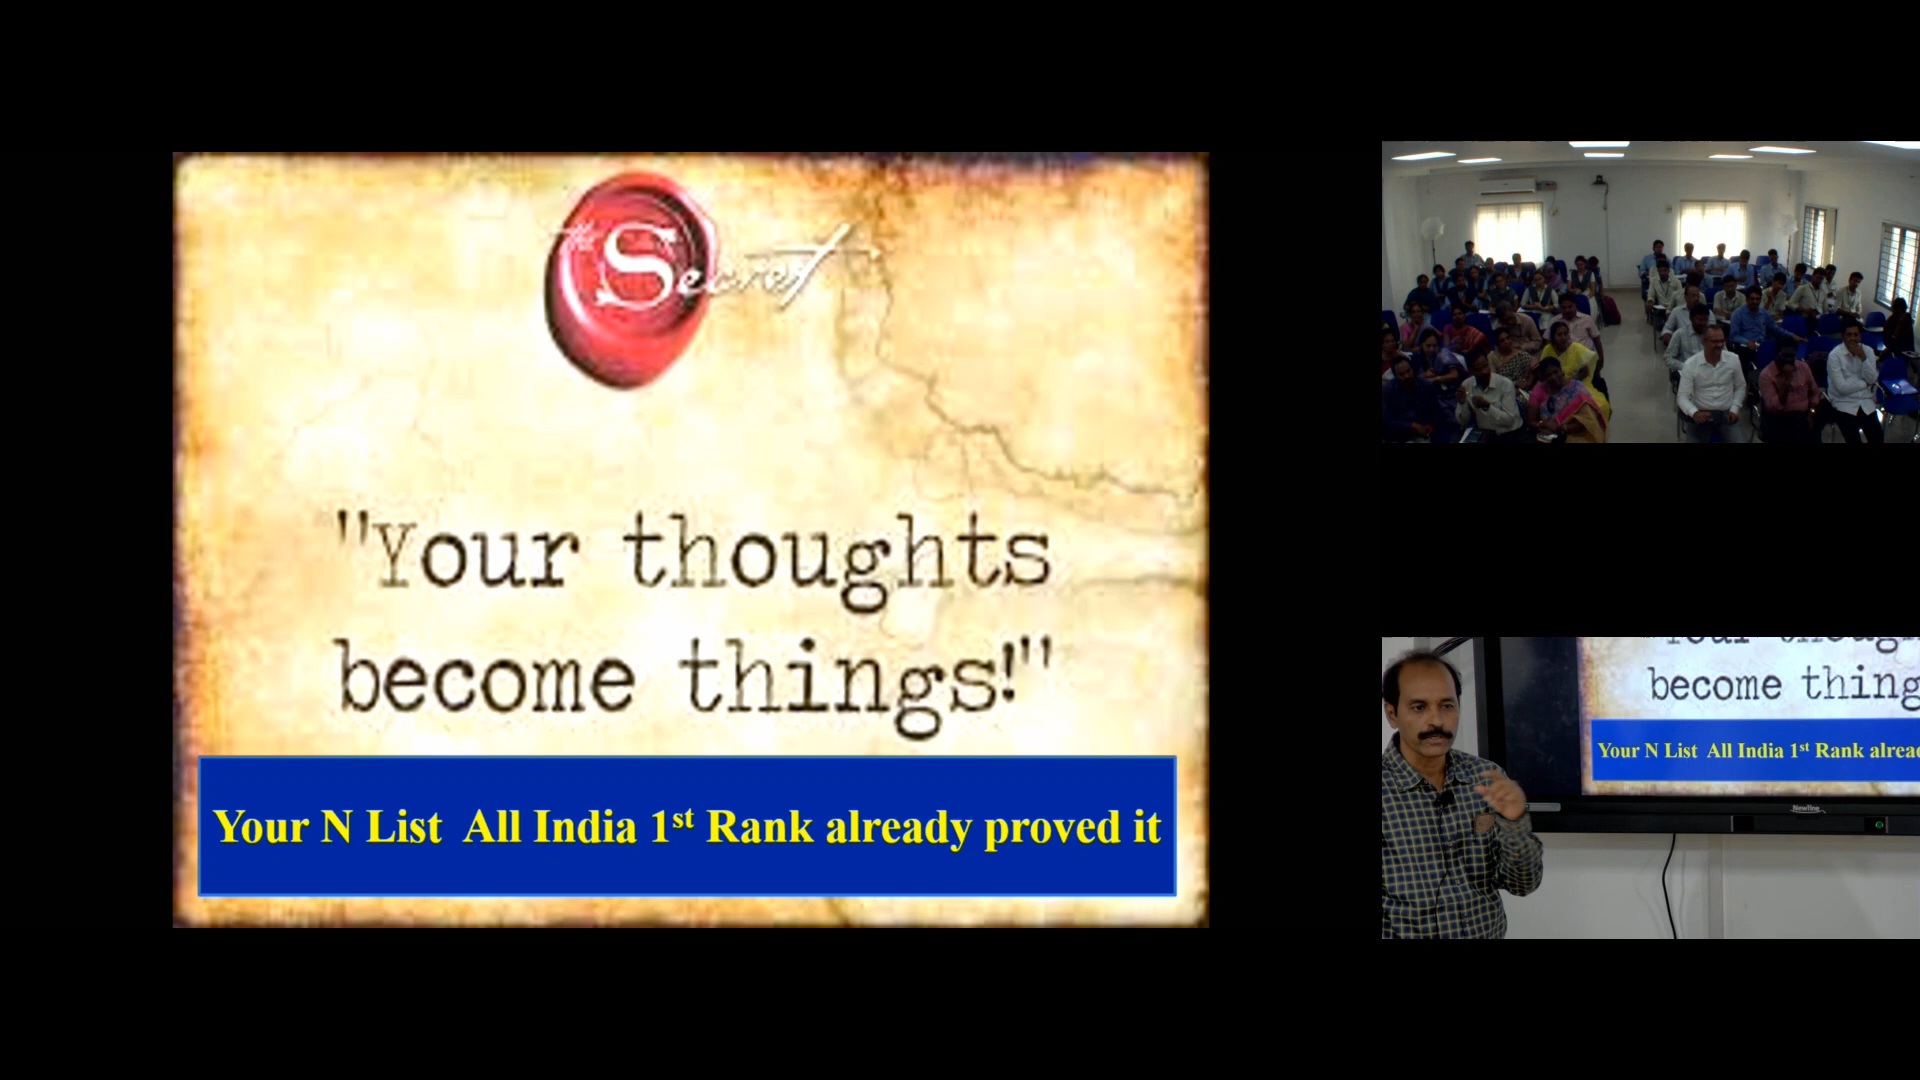 the Secret
"Your thoughts
become things!"
Your N List All India 1st Rank already proved it
become thing
Your N List All India 1st Rank alrea
Newline